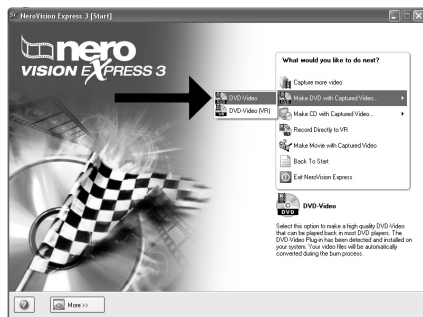 NeroVision Express 3 [Start]
nero
VISION EXPRESS 3
What would you like to do next?
Capture more video
Make DVD with Captured Video...
DVD-Video
DVD-Video (VR)
Make CD with Captured Video...
Record Directly to VR
Make Movie with Captured Video
Back To Start
Exit NeroVision Express
DVD
DVD-Video
Select this option to make a high quality DVD-Video
that can be played back in most DVD players. The
DVD-Video Plug-in has been detected and installed on
your system. Your video files will be automatically
converted during the burn process.
More >>